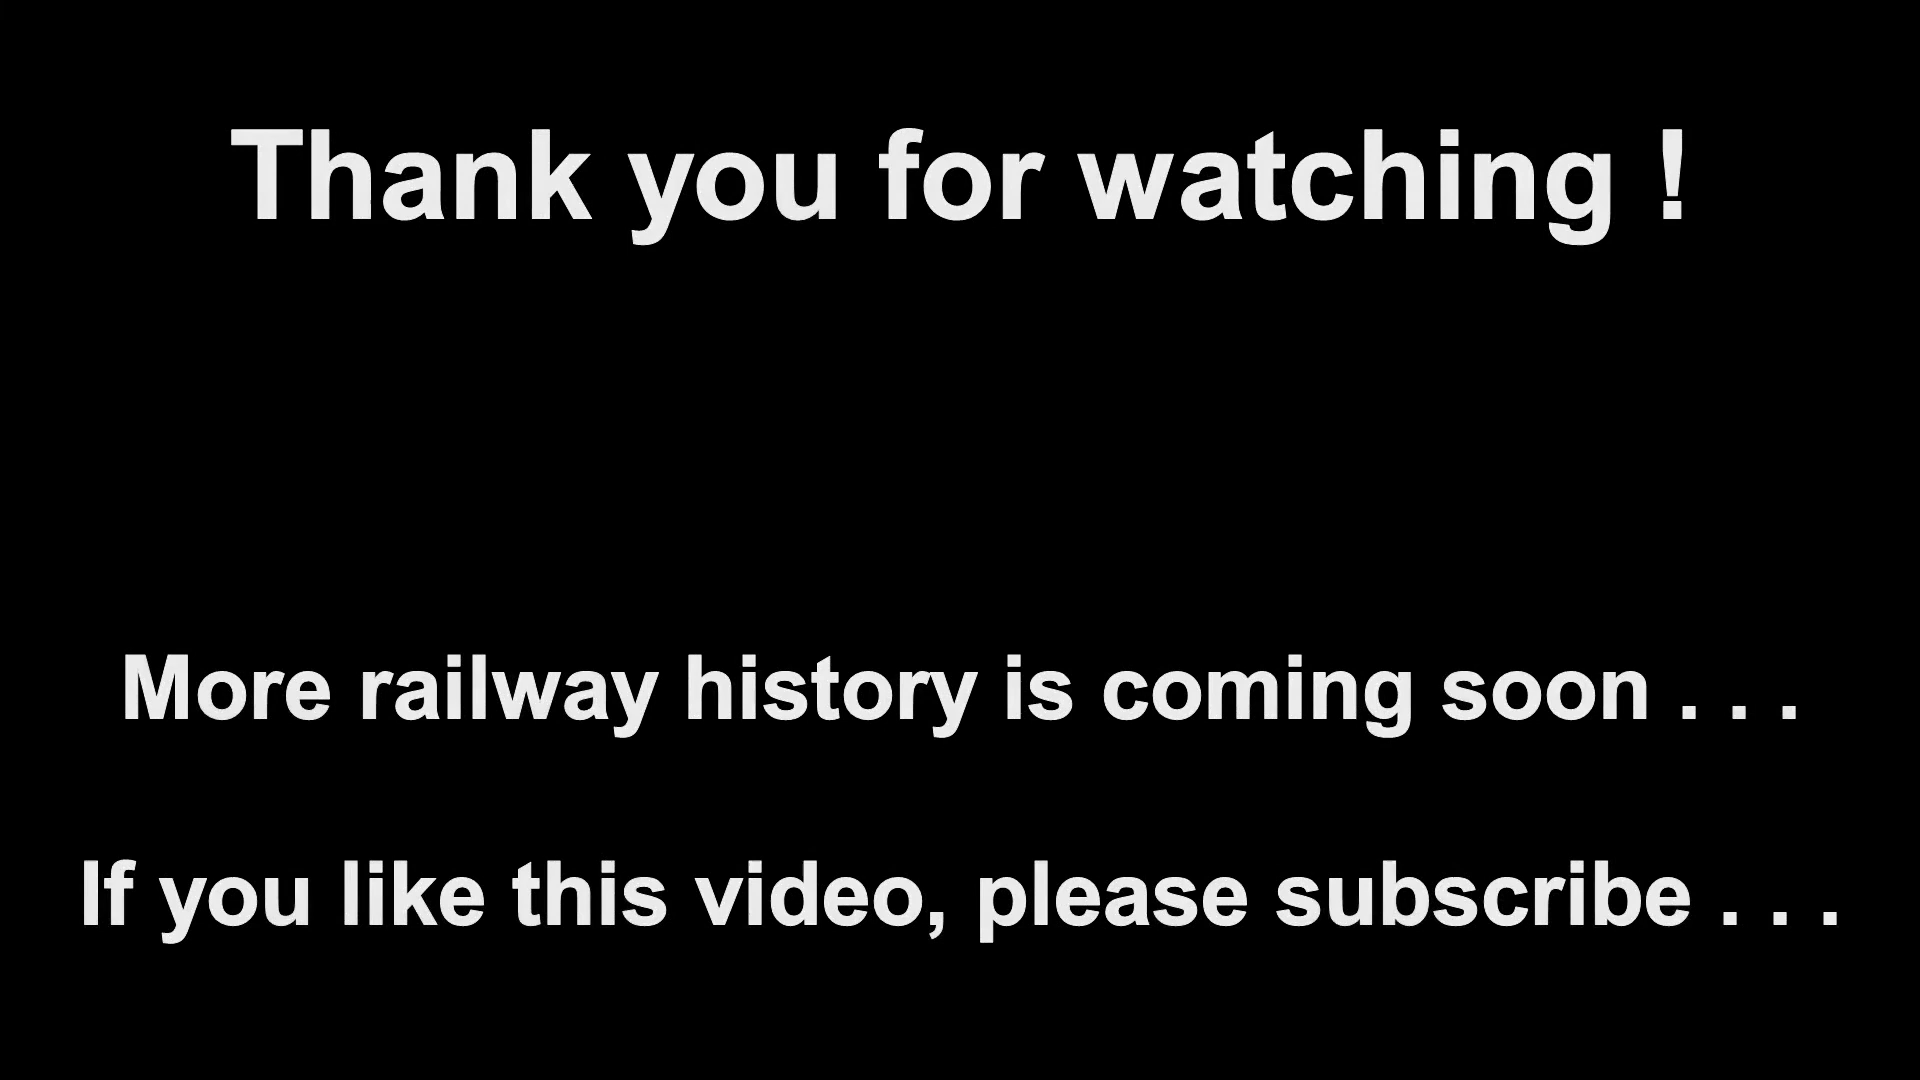 Thank you for watching !
More railway history is coming soon . . .
If you like this video, please subscribe . . .